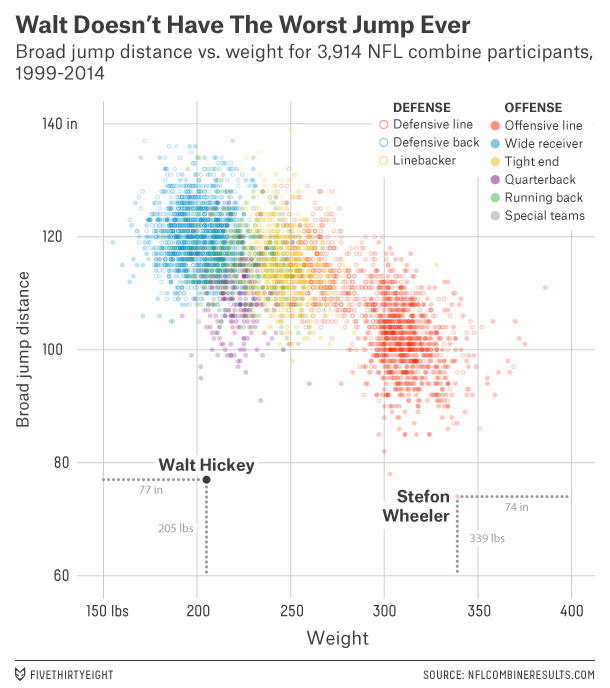 Walt Doesn't Have The Worst Jump Ever
Broad jump distance vs. weight for 3,914 NFL combine participants,
1999-2014
DEFENSE
Defensive line
Defensive back
Linebacker
OFFENSE
Offensive line
Wide receiver
Tight end
Quarterback
Running back
Special teams
140 in
120
100
80
60
Broad jump distance
Walt Hickey
77 in
205 lbs
Stefon
Wheeler
74 in
339 lbs
150 lbs
200
250
300
350
400
Weight
FIVETHIRTYEIGHT
SOURCE: NFLCOMBINERESULTS.COM